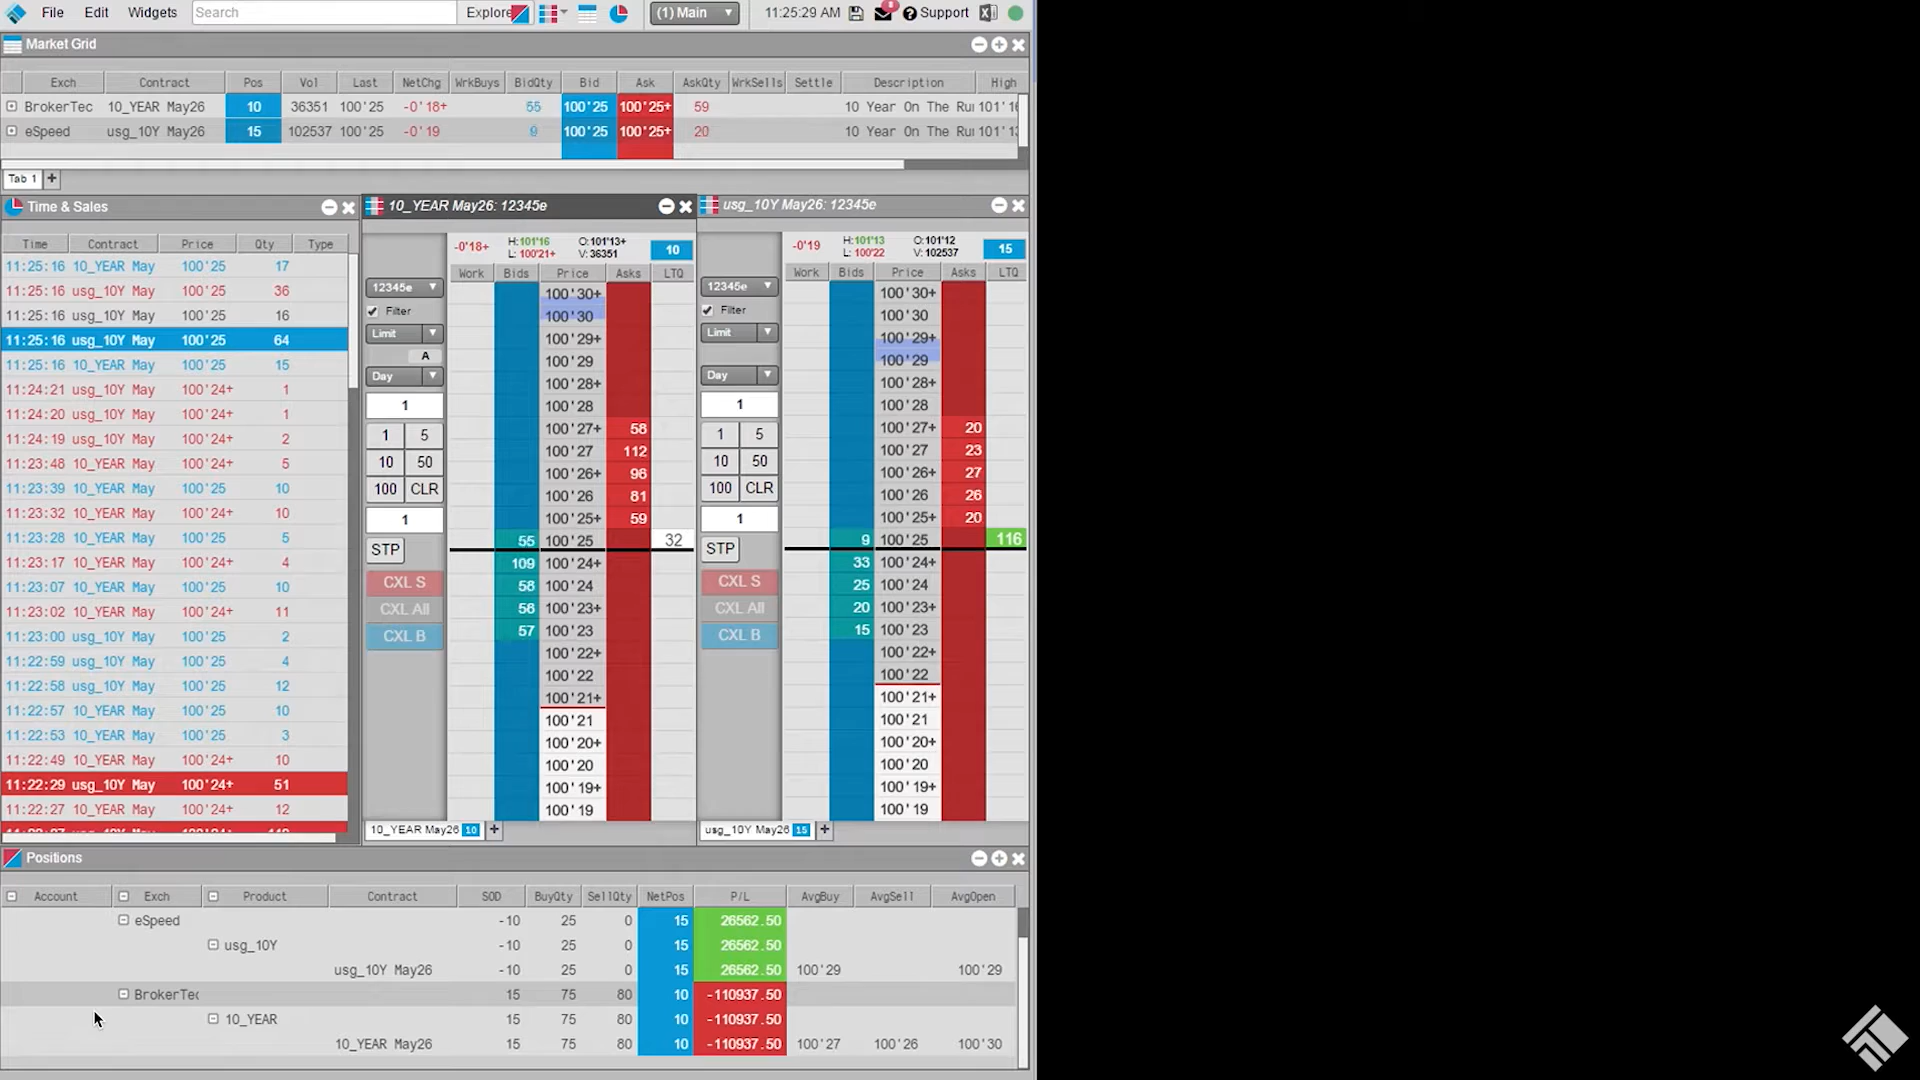 File Edit Widgets Search Explore (1) Main 11:25:29 AM 8 Support
Market Grid
Exch Contract Pos Vol Last NetChg WrkBuys BidQty Bid Ask AskQty WrkSells Settle Description High
BrokerTec 10_YEAR May26 10 36351 100'25 -0'18+ 55 100'25 100'25+ 59 10 Year On The Ru 101'1
eSpeed usg_10Y May26 15 102537 100'25 -0'19 9 100'25 100'25+ 20 10 Year On The Ru 101'1
Tab 1 +
Time & Sales
Time Contract Price Qty Type
11:25:16 10_YEAR May 100'25 17
11:25:16 usg_10Y May 100'25 36
11:25:16 usg_10Y May 100'25 16
11:25:16 usg_10Y May 100'25 64
11:25:16 10_YEAR May 100'25 15
11:24:21 usg_10Y May 100'24+ 1
11:24:20 usg_10Y May 100'24+ 1
11:24:19 usg_10Y May 100'24+ 2
11:23:48 10_YEAR May 100'24+ 5
11:23:39 10_YEAR May 100'25 10
11:23:32 10_YEAR May 100'24+ 10
11:23:28 10_YEAR May 100'25 5
11:23:17 10_YEAR May 100'24+ 4
11:23:07 10_YEAR May 100'25 10
11:23:02 10_YEAR May 100'24+ 11
11:23:00 usg_10Y May 100'25 2
11:22:59 usg_10Y May 100'25 4
11:22:58 usg_10Y May 100'25 12
11:22:57 10_YEAR May 100'25 10
11:22:53 10_YEAR May 100'25 3
11:22:49 10_YEAR May 100'24+ 10
11:22:29 usg_10Y May 100'24+ 51
11:22:27 10_YEAR May 100'24+ 12
10_YEAR May26: 12345e
-0'18+ H:101'16 O:101'13+ 10
L: 100'21+ V: 36351
Work Bids Price Asks LTQ
12345e
Filter
Limit
A
Day
1
1 5
10 50
100 CLR
1
STP
CXL S
CXL All
CXL B
100'30+
100'30
100'29+
100'29
100'28+
100'28
100'27+ 58
100'27 112
100'26+ 96
100'26 81
100'25+ 59
55 100'25 32
109 100'24+
58 100'24
56 100'23+
57 100'23
100'22+
100'22
100'21+
100'21
100'20+
100'20
100'19+
100'19
10_YEAR May26 10 +
usg_10Y May26: 12345e
-0'19 H:101'13 O:101'12 15
L: 100'22 V: 102537
Work Bids Price Asks LTQ
12345e
Filter
Limit
Day
1
1 5
10 50
100 CLR
1
STP
CXL S
CXL All
CXL B
100'30+
100'30
100'29+
100'29
100'28+
100'28
100'27+ 20
100'27 23
100'26+ 27
100'26 26
100'25+ 20
9 100'25 116
33 100'24+
25 100'24
20 100'23+
15 100'23
100'22+
100'22
100'21+
100'21
100'20+
100'20
100'19+
100'19
usg_10Y May26 15 +
Positions
Account Exch Product Contract SOD BuyQty SellQty NetPos P/L AvgBuy AvgSell AvgOpen
eSpeed -10 25 0 15 26562.50
usg_10Y -10 25 0 15 26562.50
usg_10Y May26 -10 25 0 15 26562.50 100'29 100'29
BrokerTec 15 75 80 10 -110937.50
10_YEAR 15 75 80 10 -110937.50
10_YEAR May26 15 75 80 10 -110937.50 100'27 100'26 100'30